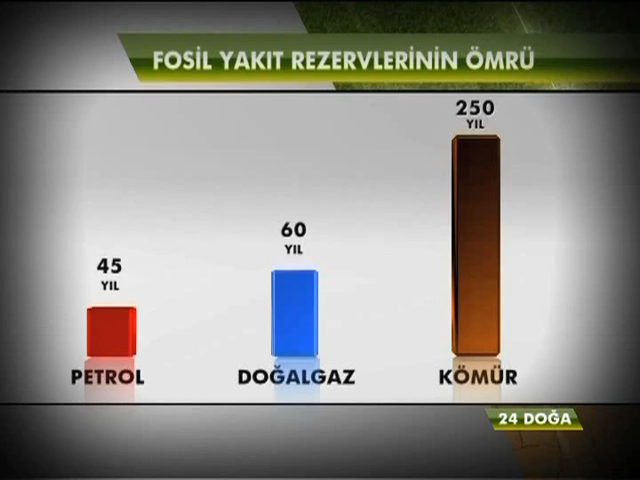 FOSİL YAKIT REZERVLERİNİN ÖMRÜ
250
YIL
60
YIL
45
YIL
PETROL
DOĞALGAZ
KÖMÜR
24 DOĞA